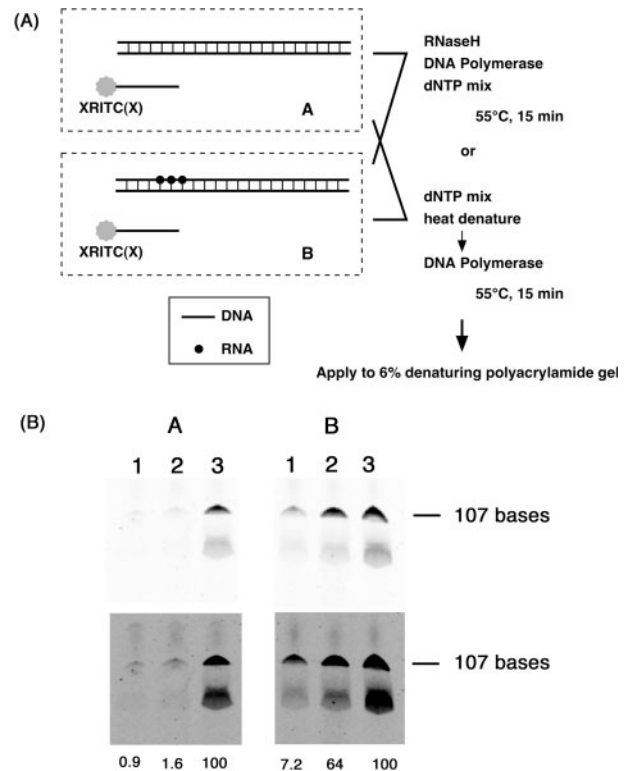 (A)
XRITC(X)
A
XRITC(X)
B
DNA
RNA
RNaseH
DNA Polymerase
dNTP mix
55°C, 15 min
or
dNTP mix
heat denature
DNA Polymerase
55°C, 15 min
Apply to 6% denaturing polyacrylamide gel
(B)
A B
1 2 3 1 2 3
107 bases
107 bases
0.9 1.6 100 7.2 64 100